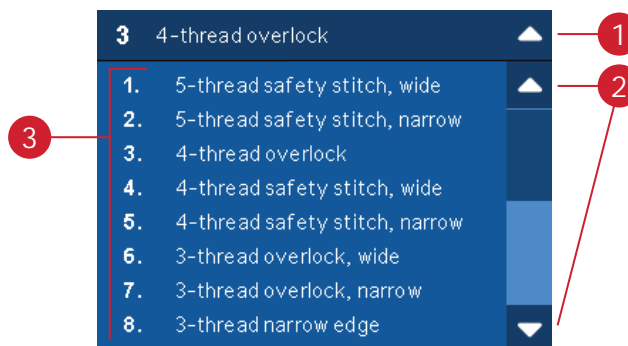 3 4-thread overlock
1
1. 5-thread safety stitch, wide
2
2. 5-thread safety stitch, narrow
3
3. 4-thread overlock
4. 4-thread safety stitch, wide
5. 4-thread safety stitch, narrow
6. 3-thread overlock, wide
7. 3-thread overlock, narrow
8. 3-thread narrow edge